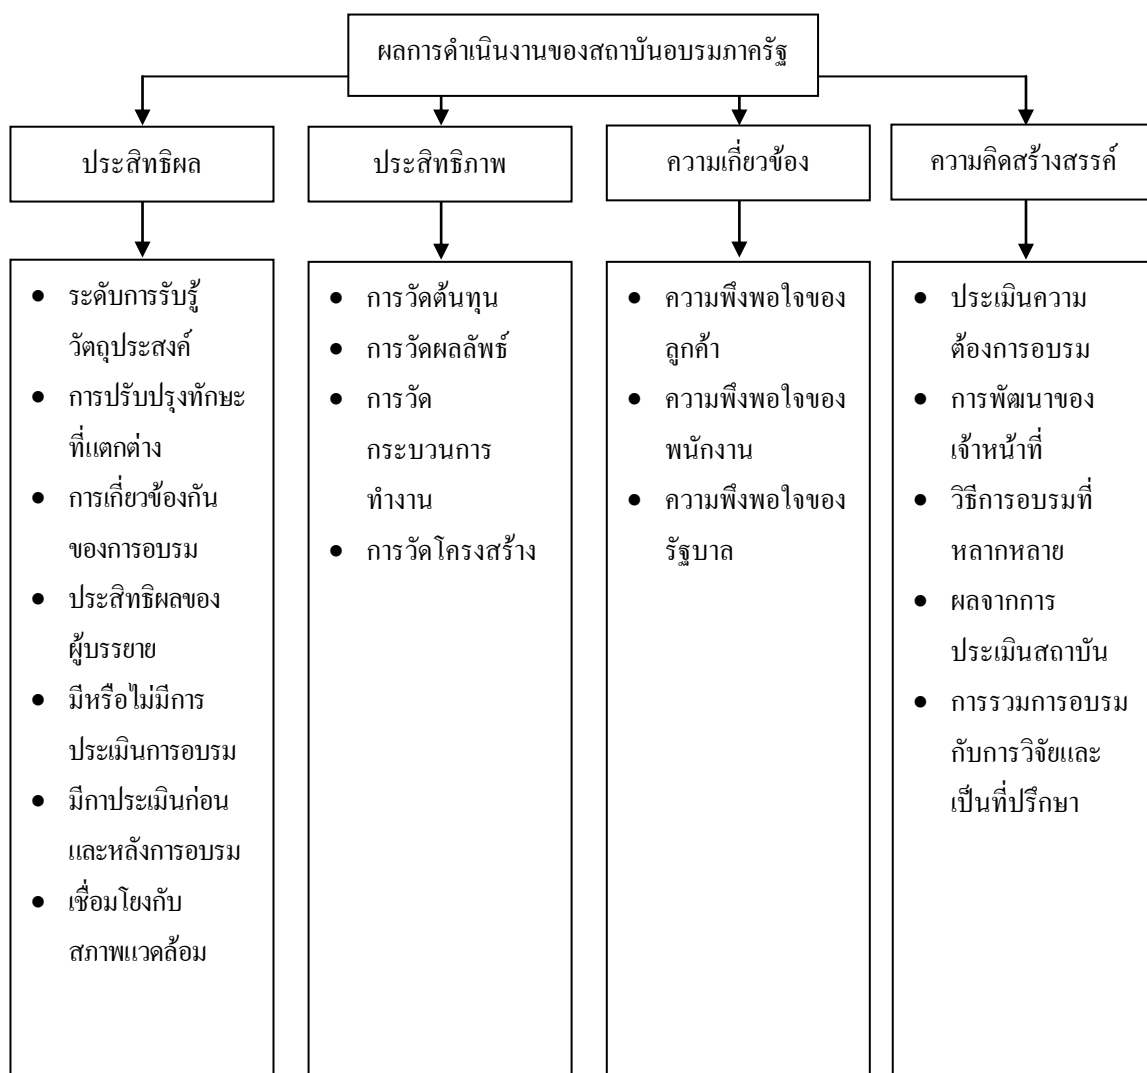 ผลการดำเนินงานของสถาบันอบรมภาครัฐ
ประสิทธิผล
ประสิทธิภาพ
ความเกี่ยวข้อง
ความคิดสร้างสรรค์
• ระดับการรับรู้
วัตถุประสงค์
• การปรับปรุงทักษะ
ที่แตกต่าง
• การเกี่ยวข้องกัน
ของการอบรม
• ประสิทธิผลของ
ผู้บรรยาย
• มีหรือไม่มีการ
ประเมินการอบรม
• มีกาประเมินก่อน
และหลังการอบรม
• เชื่อมโยงกับ
สภาพแวดล้อม
• การวัดต้นทุน
• การวัดผลลัพธ์
• การวัด
กระบวนการ
ทำงาน
• การวัดโครงสร้าง
• ความพึงพอใจของ
ลูกค้า
• ความพึงพอใจของ
พนักงาน
• ความพึงพอใจของ
รัฐบาล
• ประเมินความ
ต้องการอบรม
• การพัฒนาของ
เจ้าหน้าที่
• วิธีการอบรมที่
หลากหลาย
• ผลจากการ
ประเมินสถาบัน
• การรวมการอบรม
กับการวิจัยและ
เป็นที่ปรึกษา